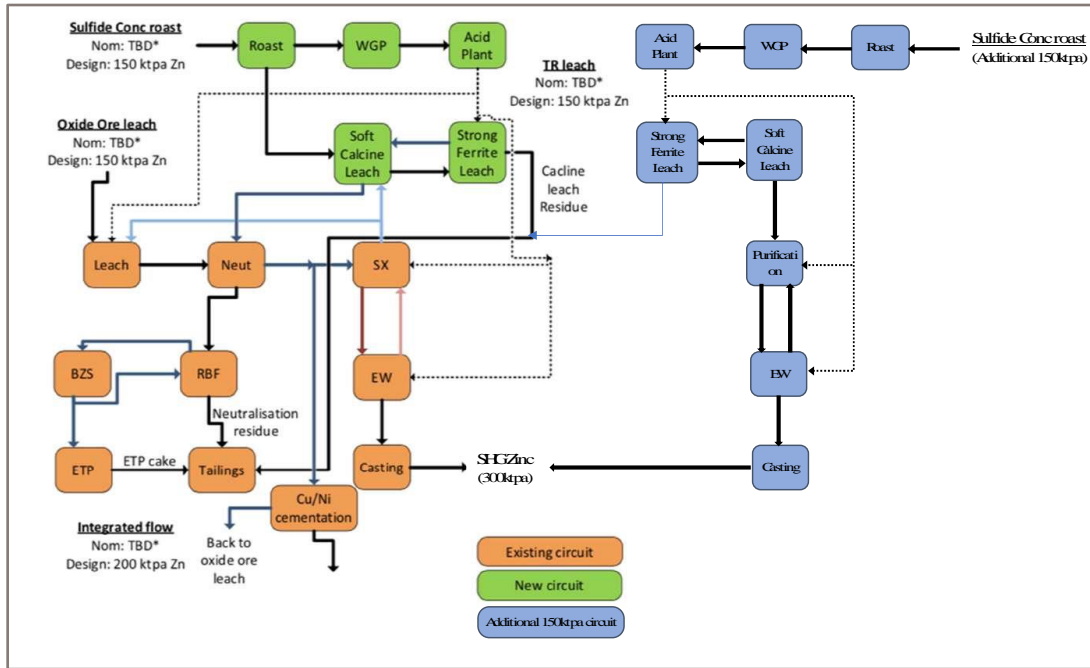 Sulfide Conc roast
Nom: TBD*
Design: 150 ktpa Zn
Roast
WGP
Acid
Plant
Acid
Plant
WGP
Roast
Sulfide Conc roast
(Additional 150ktpa)
TR leach
Nom: TBD*
Design: 150 ktpa Zn
Oxide Ore leach
Nom: TBD*
Design: 150 ktpa Zn
Soft
Calcine
Leach
Strong
Ferrite
Leach
Strong
Ferrite
Leach
Soft
Calcine
Leach
Cacline
leach
Residue
Leach
Neut
SX
Purificati
on
BZS
RBF
EW
EW
Neutralisation
residue
ETP
ETP cake
Tailings
Casting
SHG Zinc
(300ktpa)
Casting
Cu/Ni
cementation
Integrated flow
Nom: TBD*
Design: 200 ktpa Zn
Back to
oxide ore
leach
Existing circuit
New circuit
Additional 150ktpa circuit